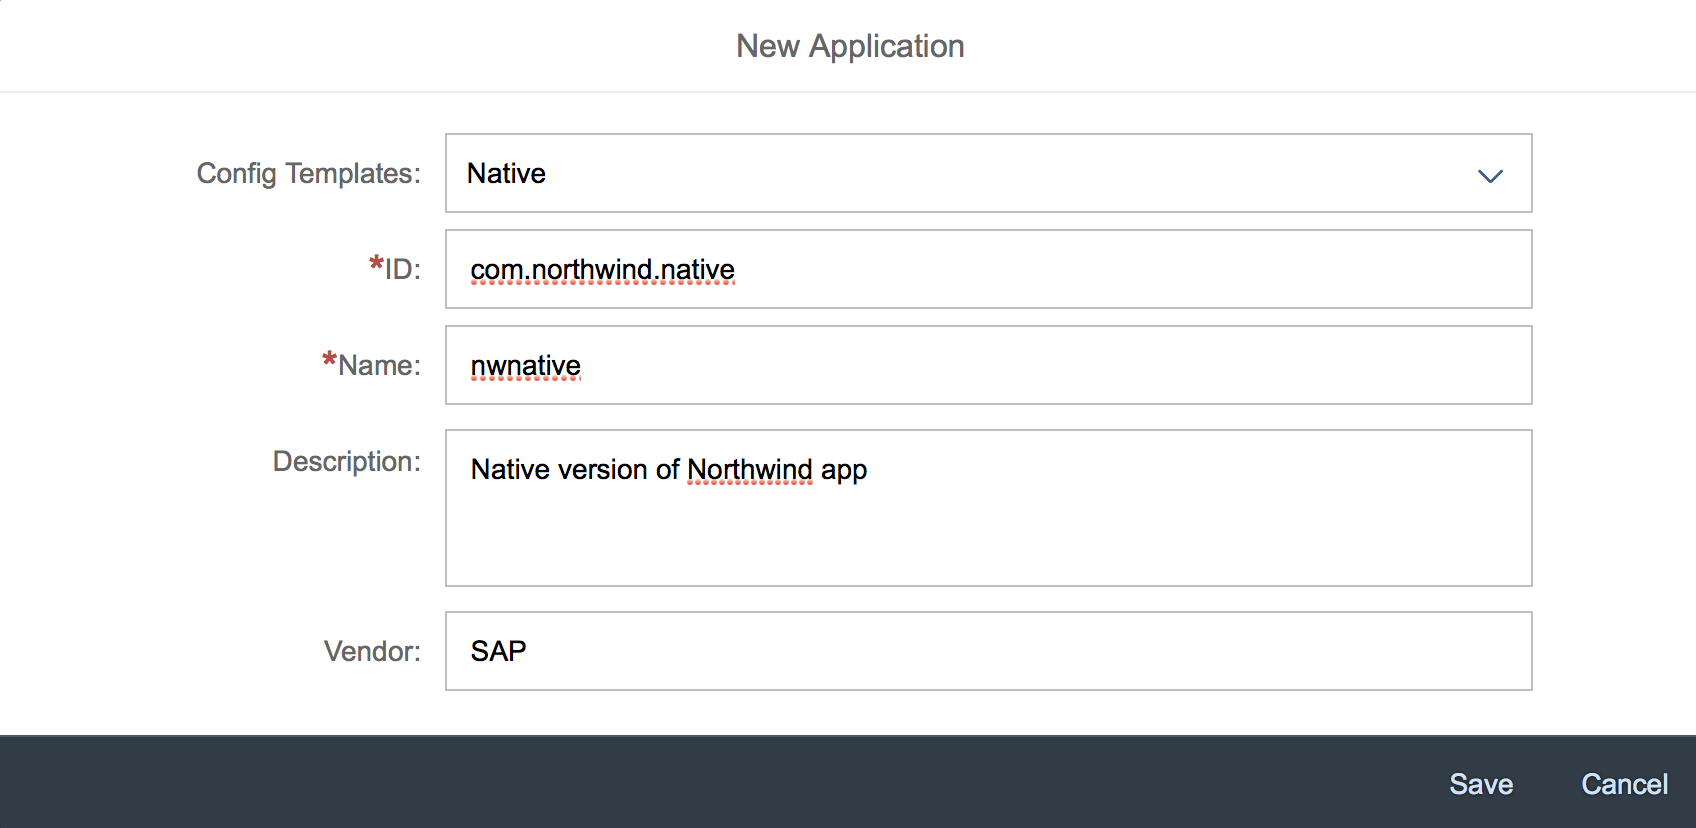 New Application
Config Templates: Native
*ID: com.northwind.native
*Name: nwnative
Description: Native version of Northwind app
Vendor: SAP
Save Cancel